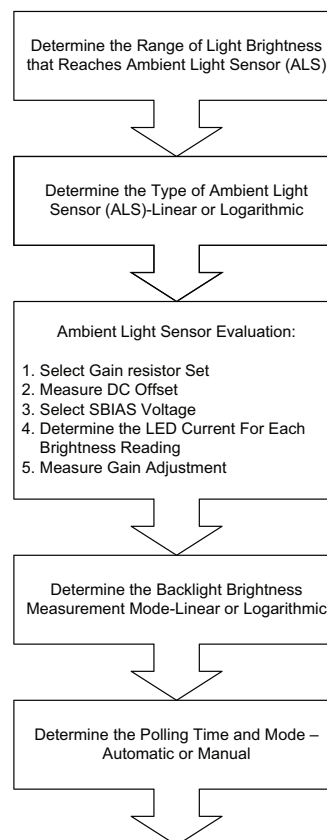 Determine the Range of Light Brightness
that Reaches Ambient Light Sensor (ALS)
Determine the Type of Ambient Light
Sensor (ALS)-Linear or Logarithmic
Ambient Light Sensor Evaluation:
1. Select Gain resistor Set
2. Measure DC Offset
3. Select SBIAS Voltage
4. Determine the LED Current For Each
Brightness Reading
5. Measure Gain Adjustment
Determine the Backlight Brightness
Measurement Mode-Linear or Logarithmic
Determine the Polling Time and Mode –
Automatic or Manual